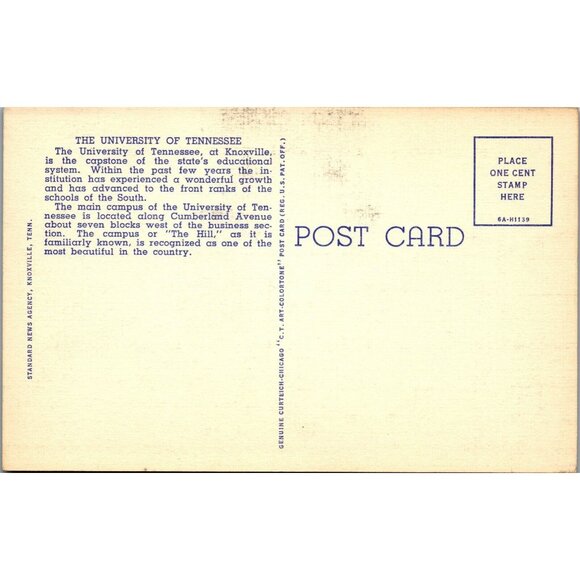 THE UNIVERSITY OF TENNESSEE
The University of Tennessee, at Knoxville,
is the capstone of the state's educational
system. Within the past few years the in-
stitution has experienced a wonderful growth
and has advanced to the front ranks of the
schools of the South.
The main campus of the University of Ten-
nessee is located along Cumberland Avenue
about seven blocks west of the business sec-
tion. The campus or "The Hill," as it is
familiarly known, is recognized as one of the
most beautiful in the country.
STANDARD NEWS AGENCY, KNOXVILLE, TENN.
GENUINE CURTEICH-CHICAGO "C.T. ART-COLORTONE" POST CARD (REG. U.S. PAT. OFF.)
POST CARD
PLACE
ONE CENT
STAMP
HERE
6A-H1139